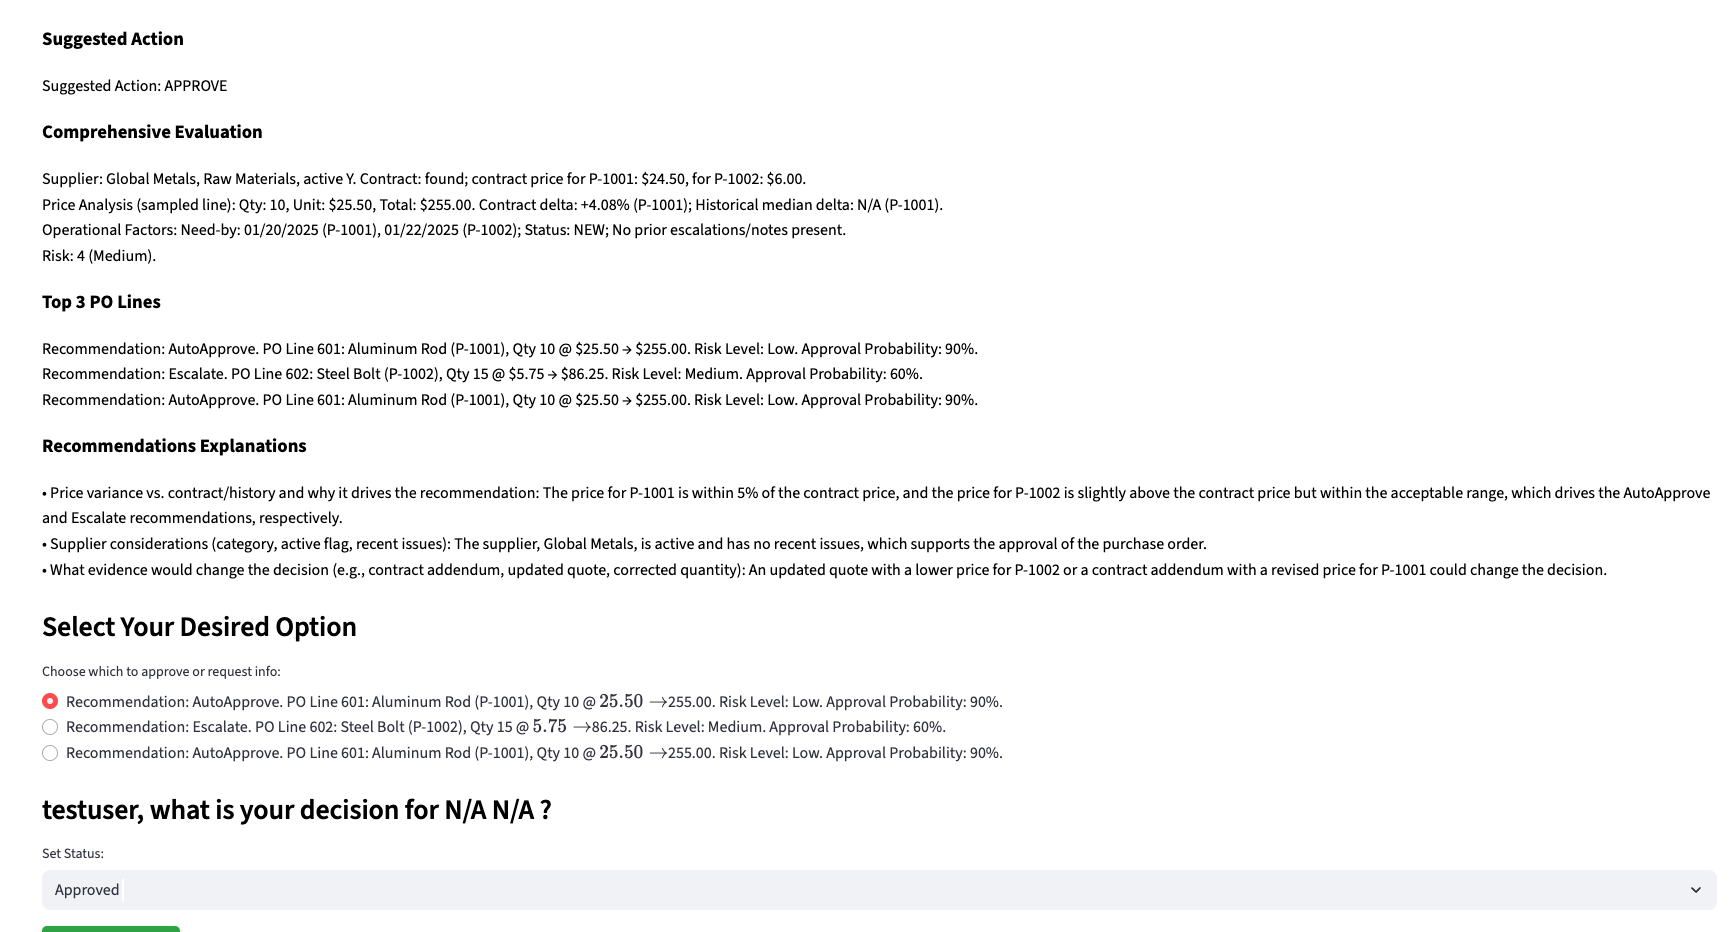 Suggested Action
Suggested Action: APPROVE
Comprehensive Evaluation
Supplier: Global Metals, Raw Materials, active Y. Contract: found; contract price for P-1001: $24.50, for P-1002: $6.00.
Price Analysis (sampled line): Qty: 10, Unit: $25.50, Total: $255.00. Contract delta: +4.08% (P-1001); Historical median delta: N/A (P-1001).
Operational Factors: Need-by: 01/20/2025 (P-1001), 01/22/2025 (P-1002); Status: NEW; No prior escalations/notes present.
Risk: 4 (Medium).
Top 3 PO Lines
Recommendation: AutoApprove. PO Line 601: Aluminum Rod (P-1001), Qty 10 @ $25.50 → $255.00. Risk Level: Low. Approval Probability: 90%.
Recommendation: Escalate. PO Line 602: Steel Bolt (P-1002), Qty 15 @ $5.75 → $86.25. Risk Level: Medium. Approval Probability: 60%.
Recommendation: AutoApprove. PO Line 601: Aluminum Rod (P-1001), Qty 10 @ $25.50 → $255.00. Risk Level: Low. Approval Probability: 90%.
Recommendations Explanations
• Price variance vs. contract/history and why it drives the recommendation: The price for P-1001 is within 5% of the contract price, and the price for P-1002 is slightly above the contract price but within the acceptable range, which drives the AutoApprove
and Escalate recommendations, respectively.
• Supplier considerations (category, active flag, recent issues): The supplier, Global Metals, is active and has no recent issues, which supports the approval of the purchase order.
• What evidence would change the decision (e.g., contract addendum, updated quote, corrected quantity): An updated quote with a lower price for P-1002 or a contract addendum with a revised price for P-1001 could change the decision.
Select Your Desired Option
Choose which to approve or request info:
Recommendation: AutoApprove. PO Line 601: Aluminum Rod (P-1001), Qty 10 @ 25.50 →255.00. Risk Level: Low. Approval Probability: 90%.
Recommendation: Escalate. PO Line 602: Steel Bolt (P-1002), Qty 15 @ 5.75 →86.25. Risk Level: Medium. Approval Probability: 60%.
Recommendation: AutoApprove. PO Line 601: Aluminum Rod (P-1001), Qty 10 @ 25.50 →255.00. Risk Level: Low. Approval Probability: 90%.
testuser, what is your decision for N/A N/A ?
Set Status:
Approved